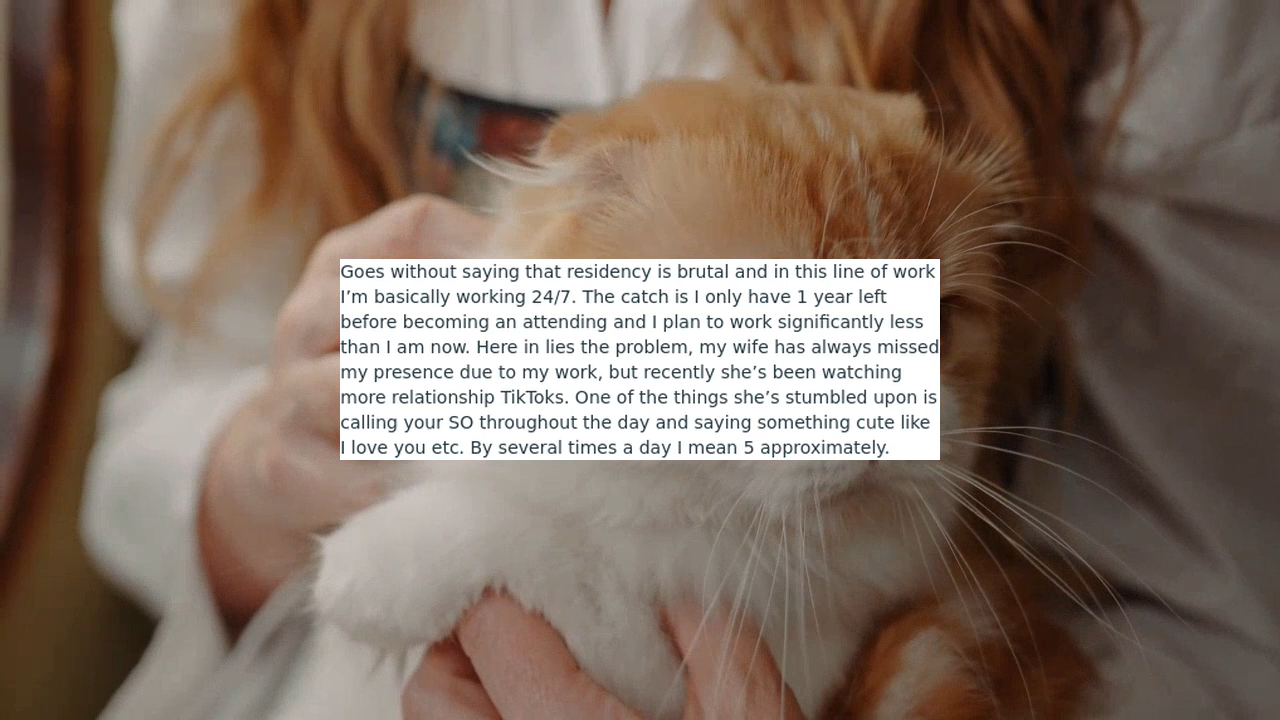 Goes without saying that residency is brutal and in this line of work
I’m basically working 24/7. The catch is I only have 1 year left
before becoming an attending and I plan to work significantly less
than I am now. Here in lies the problem, my wife has always missed
my presence due to my work, but recently she’s been watching
more relationship TikToks. One of the things she’s stumbled upon is
calling your SO throughout the day and saying something cute like
I love you etc. By several times a day I mean 5 approximately.